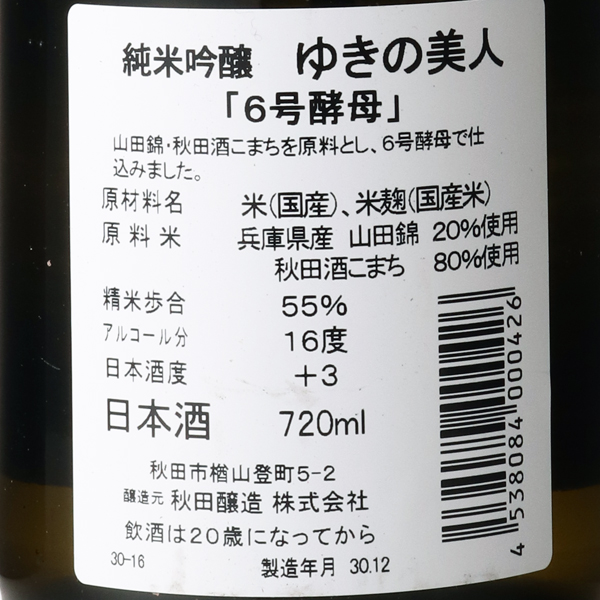 純米吟醸 ゆきの美人
「6号酵母」
山田錦・秋田酒こまちを原料とし、6号酵母で仕
込みました。
原材料名 米(国産)、米麹(国産米)
原料米 兵庫県産 山田錦 20%使用
秋田酒こまち 80%使用
精米歩合 55%
アルコール分 16度
日本酒度 +3
日本酒 720ml
秋田市楢山登町5-2
醸造元 秋田醸造 株式会社
飲酒は20歳になってから
30-16 製造年月 30.12
4 538084 000426